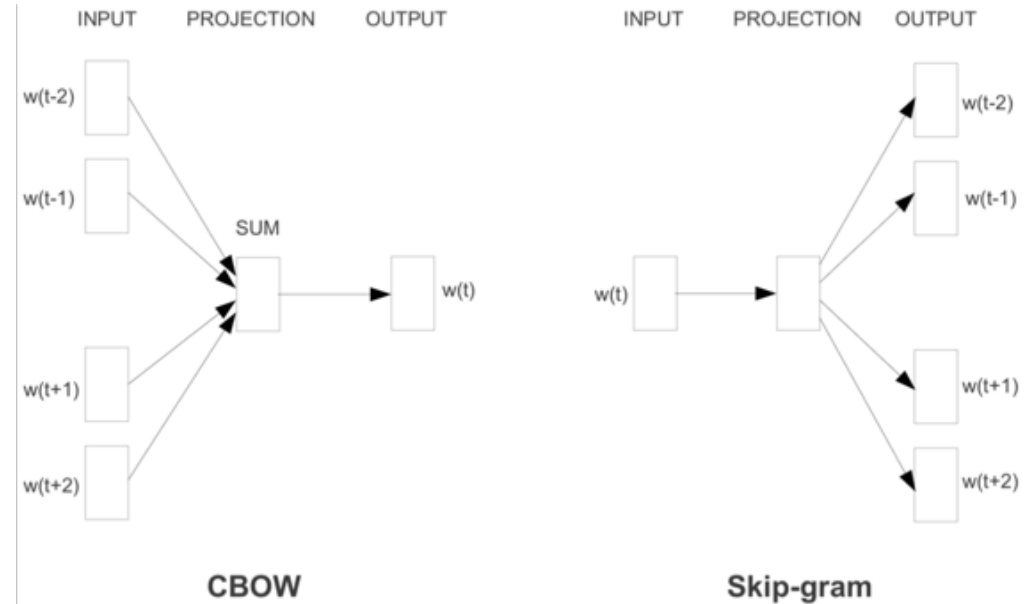 INPUT PROJECTION OUTPUT
w(t-2)
w(t-1)
SUM
w(t)
w(t+1)
w(t+2)
CBOW
INPUT PROJECTION OUTPUT
w(t-2)
w(t-1)
w(t)
w(t+1)
w(t+2)
Skip-gram